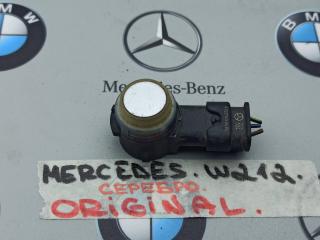 Mercedes-Benz
MERCEDES. W212.
СЕРЕБРО.
ORIGINAL.